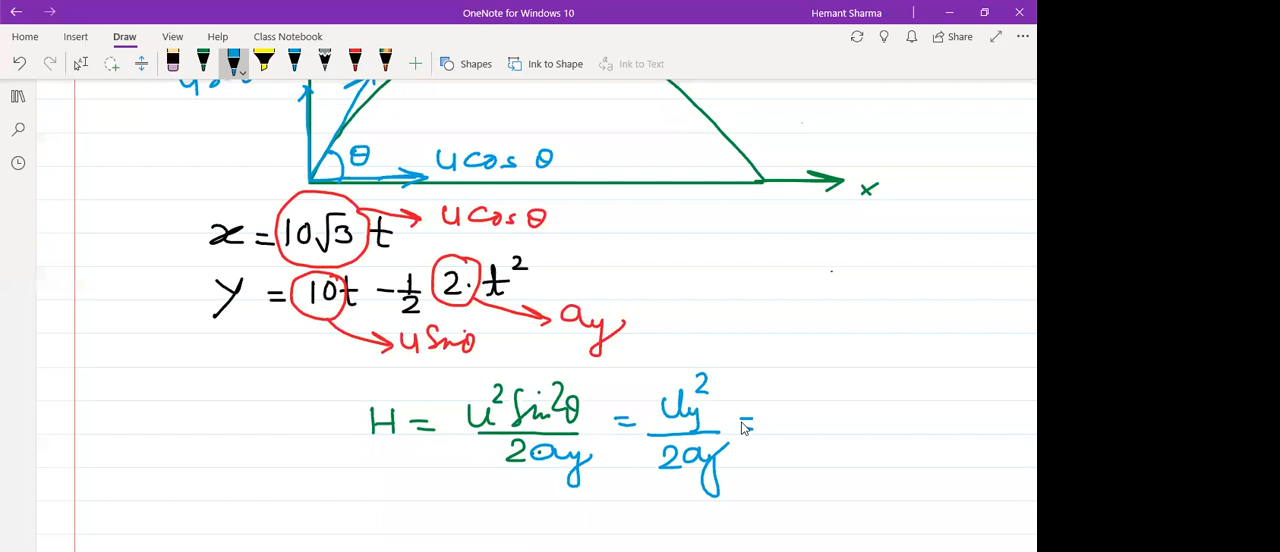 OneNote for Windows 10
Hemant Sharma
Home Insert Draw View Help Class Notebook
Share
Shapes Ink to Shape Ink to Text
θ
u cos θ
x
x = 10√3 t → u cos θ
y = 10t - 1/2 2. t²
→ ay
→ u Sinθ
H = u² Sin²θ / 2ay = uy² / 2ay =